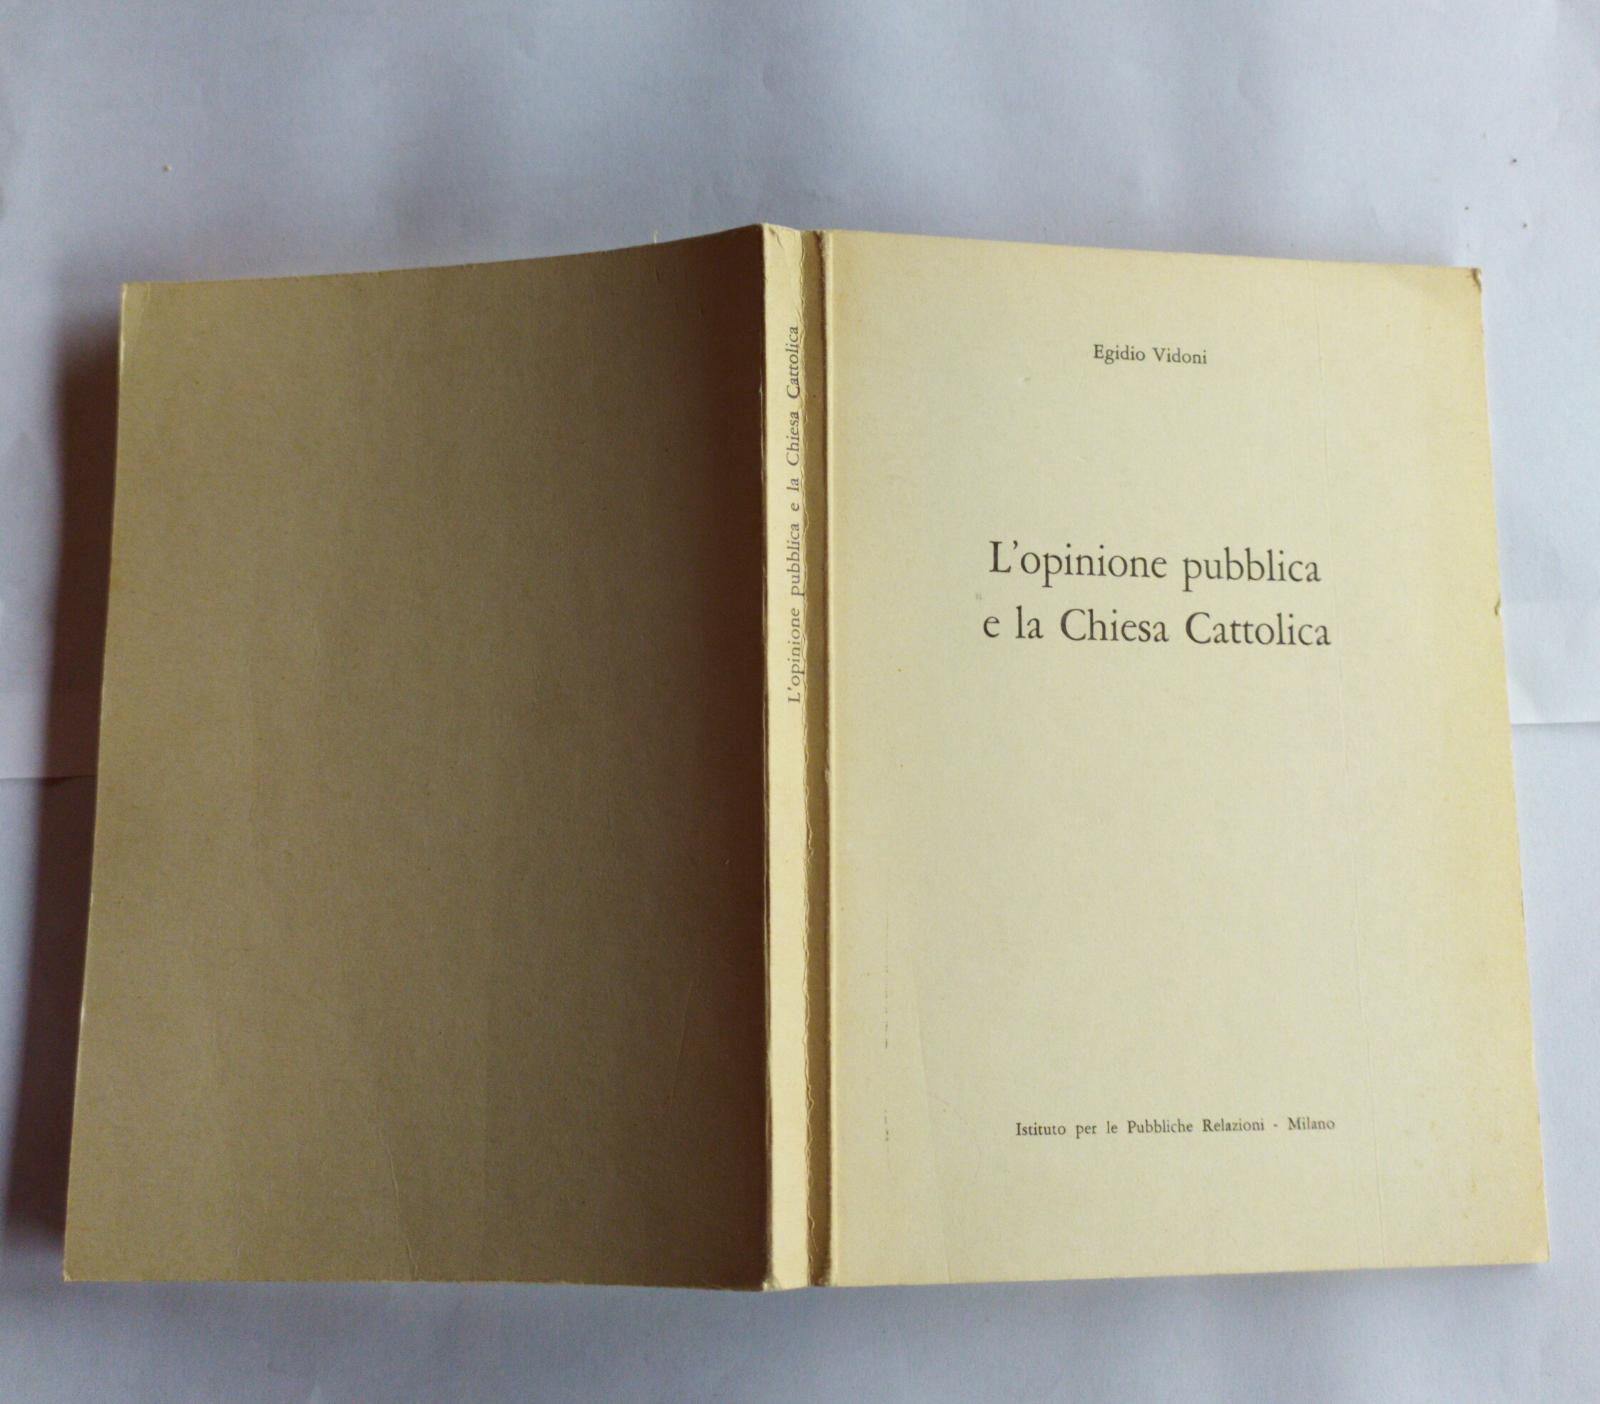 L'opinione pubblica e la Chiesa Cattolica
Egidio Vidoni
L'opinione pubblica
e la Chiesa Cattolica
Istituto per le Pubbliche Relazioni - Milano